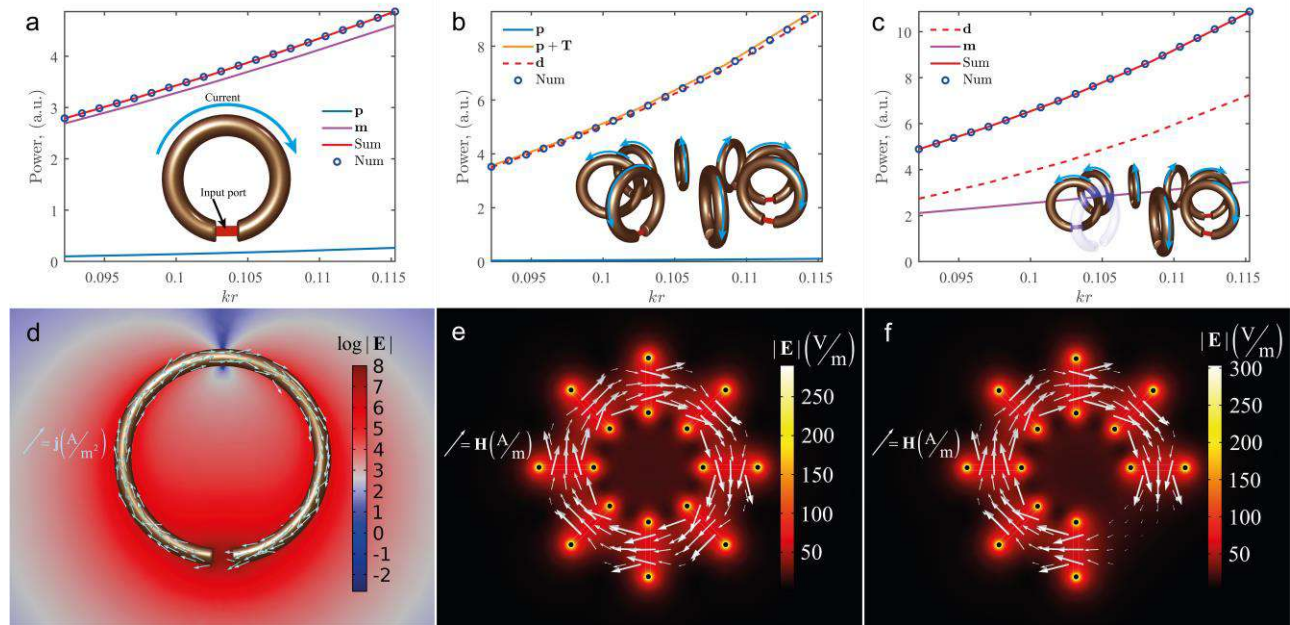 a
Power, (a.u.)
4
3
2
1
0
0.095
0.1
0.105
0.11
0.115
kr
Current
Input port
p
m
Sum
Num
b
Power, (a.u.)
8
6
4
2
0
0.095
0.1
0.105
0.11
0.115
kr
p
p + T
d
Num
c
Power, (a.u.)
10
8
6
4
2
0
0.095
0.1
0.105
0.11
0.115
kr
d
m
Sum
Num
d
log|E|
8
7
6
5
4
3
2
1
0
-1
-2
=j(A/m²)
e
|E|(V/m)
250
200
150
100
50
=H(A/m)
f
|E|(V/m)
300
250
200
150
100
50
=H(A/m)